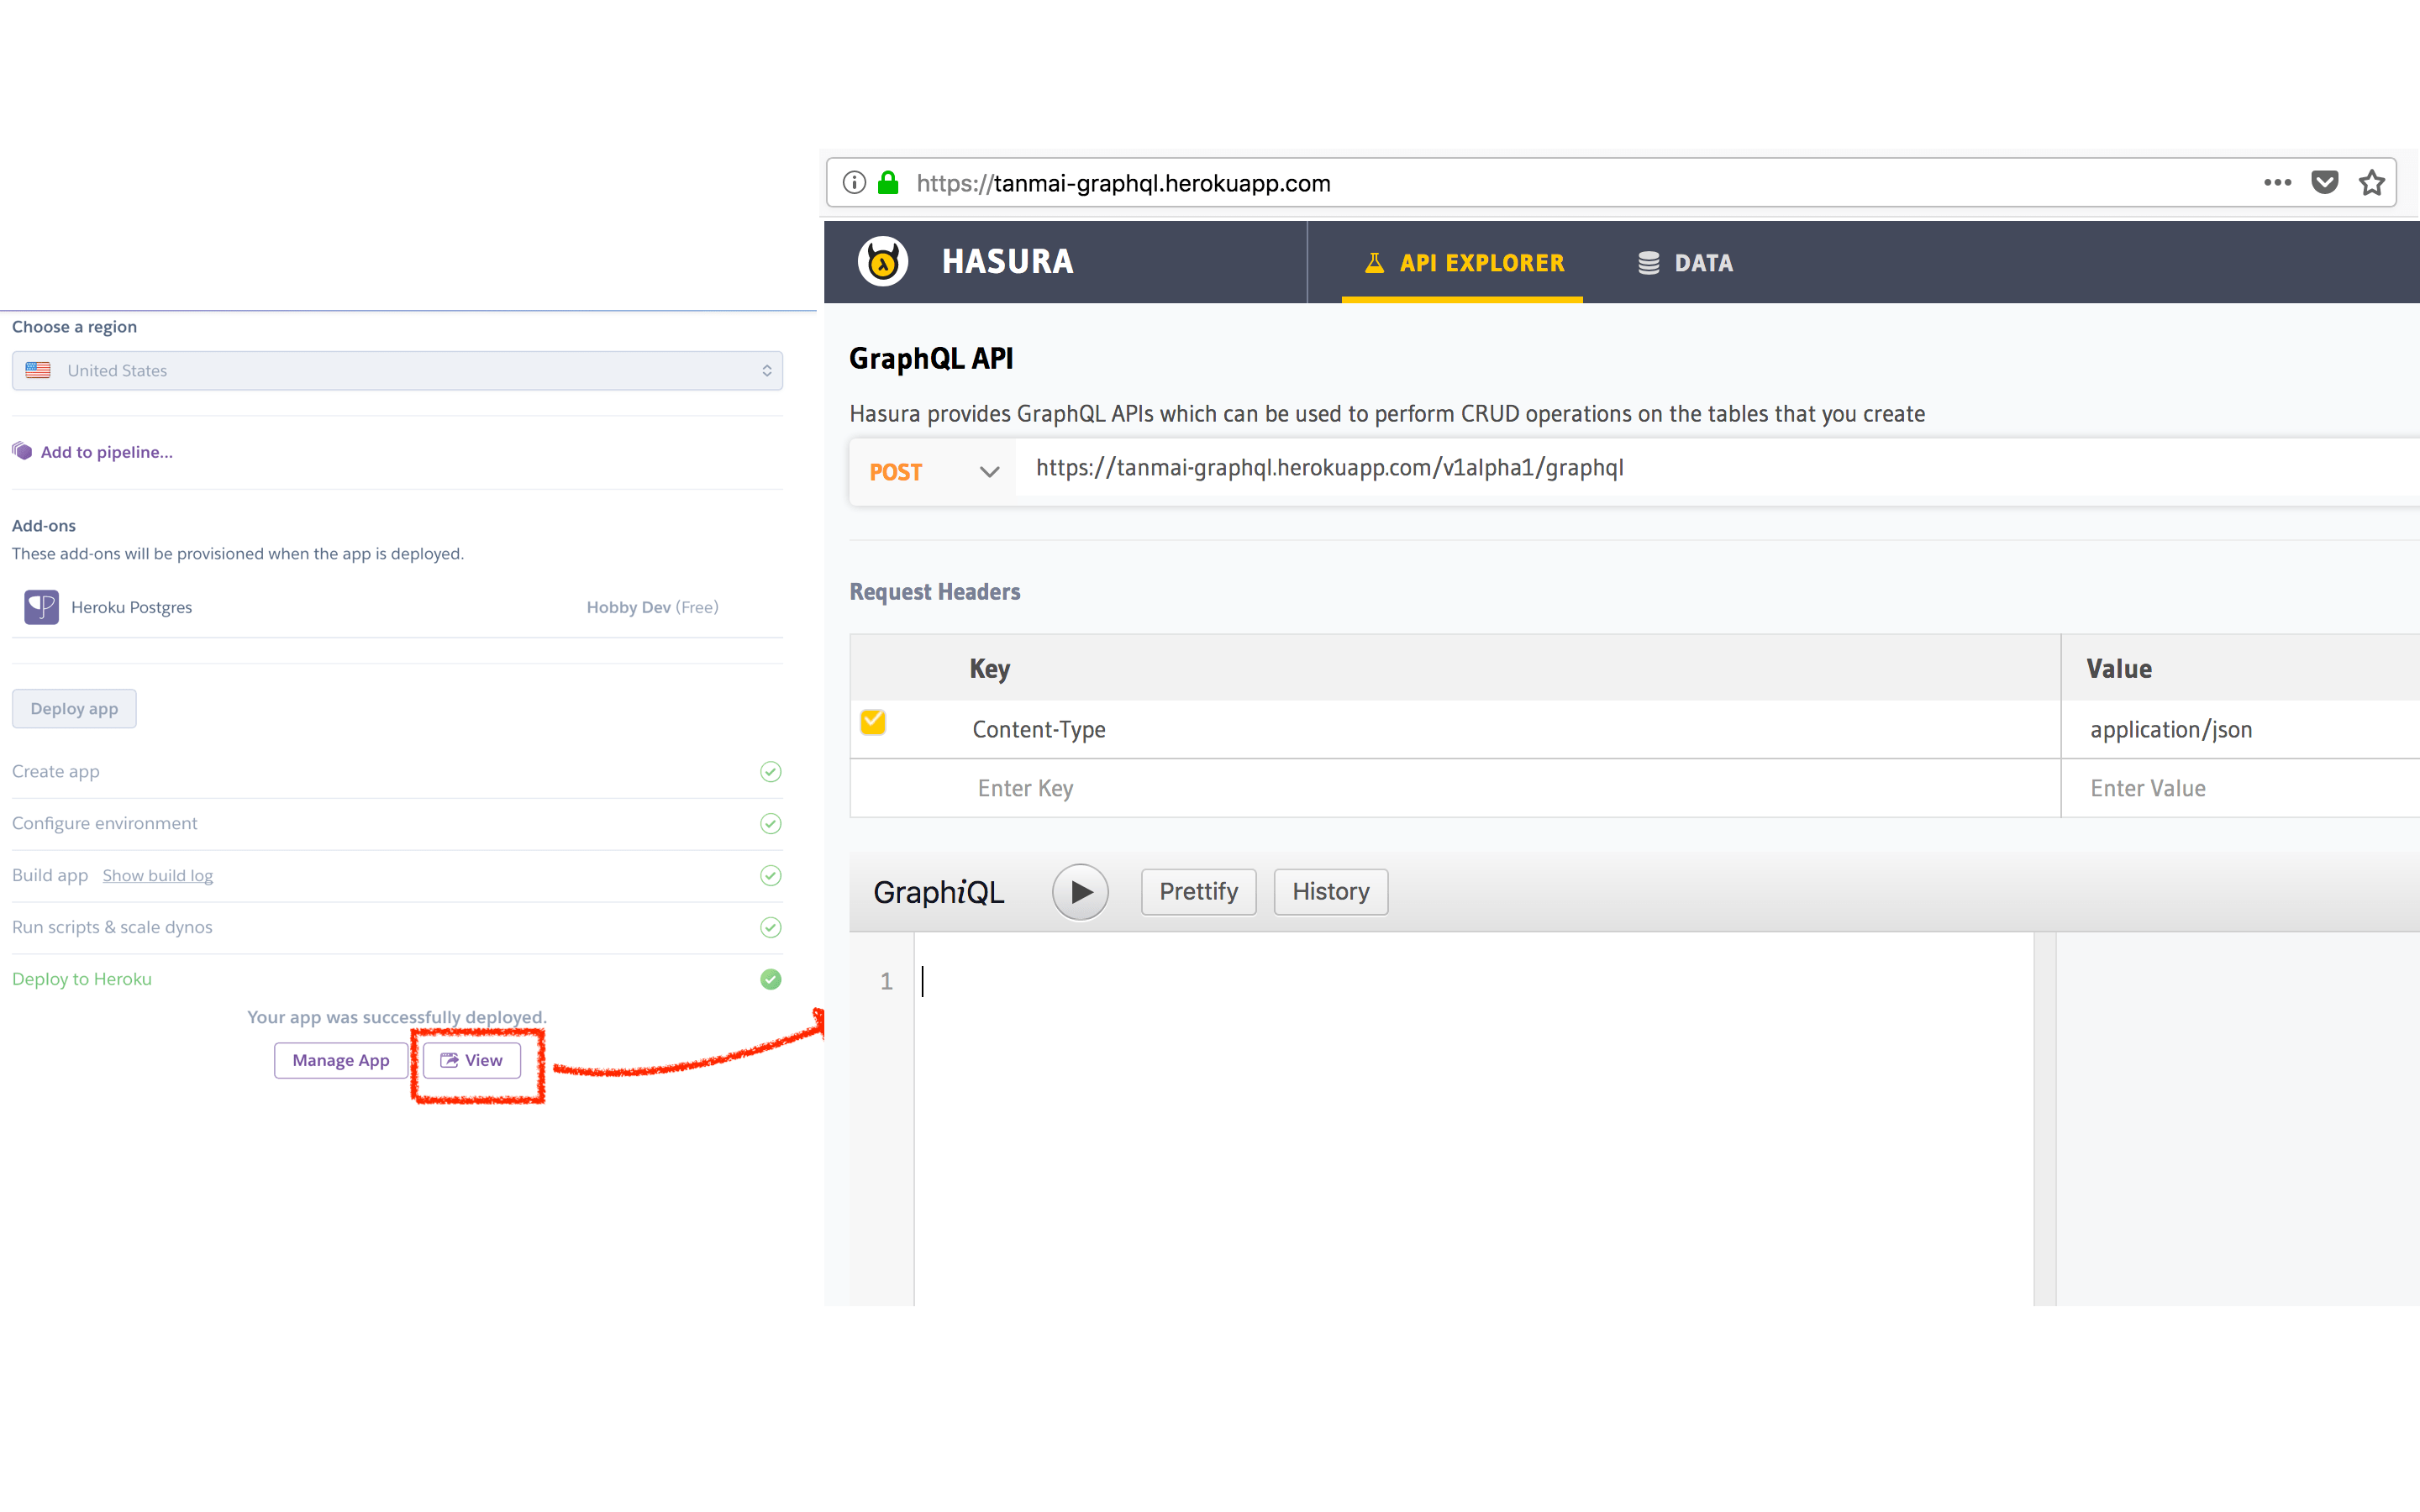 Choose a region
United States
Add to pipeline...
Add-ons
These add-ons will be provisioned when the app is deployed.
Heroku Postgres Hobby Dev (Free)
Deploy app
Create app
Configure environment
Build app Show build log
Run scripts & scale dynos
Deploy to Heroku
Your app was successfully deployed.
Manage App View
https://tanmai-graphql.herokuapp.com
HASURA API EXPLORER DATA
GraphQL API
Hasura provides GraphQL APIs which can be used to perform CRUD operations on the tables that you create
POST https://tanmai-graphql.herokuapp.com/v1alpha1/graphql
Request Headers
Key Value
Content-Type application/json
Enter Key Enter Value
GraphiQL Prettify History
1